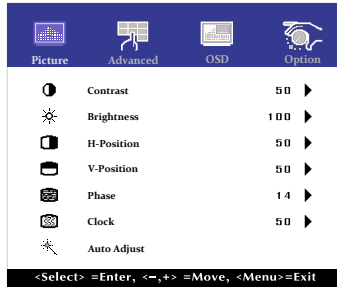 Picture Advanced OSD Option
Contrast 50
Brightness 100
H-Position 50
V-Position 50
Phase 14
Clock 50
Auto Adjust
<Select> =Enter, <–,+> =Move, <Menu>=Exit